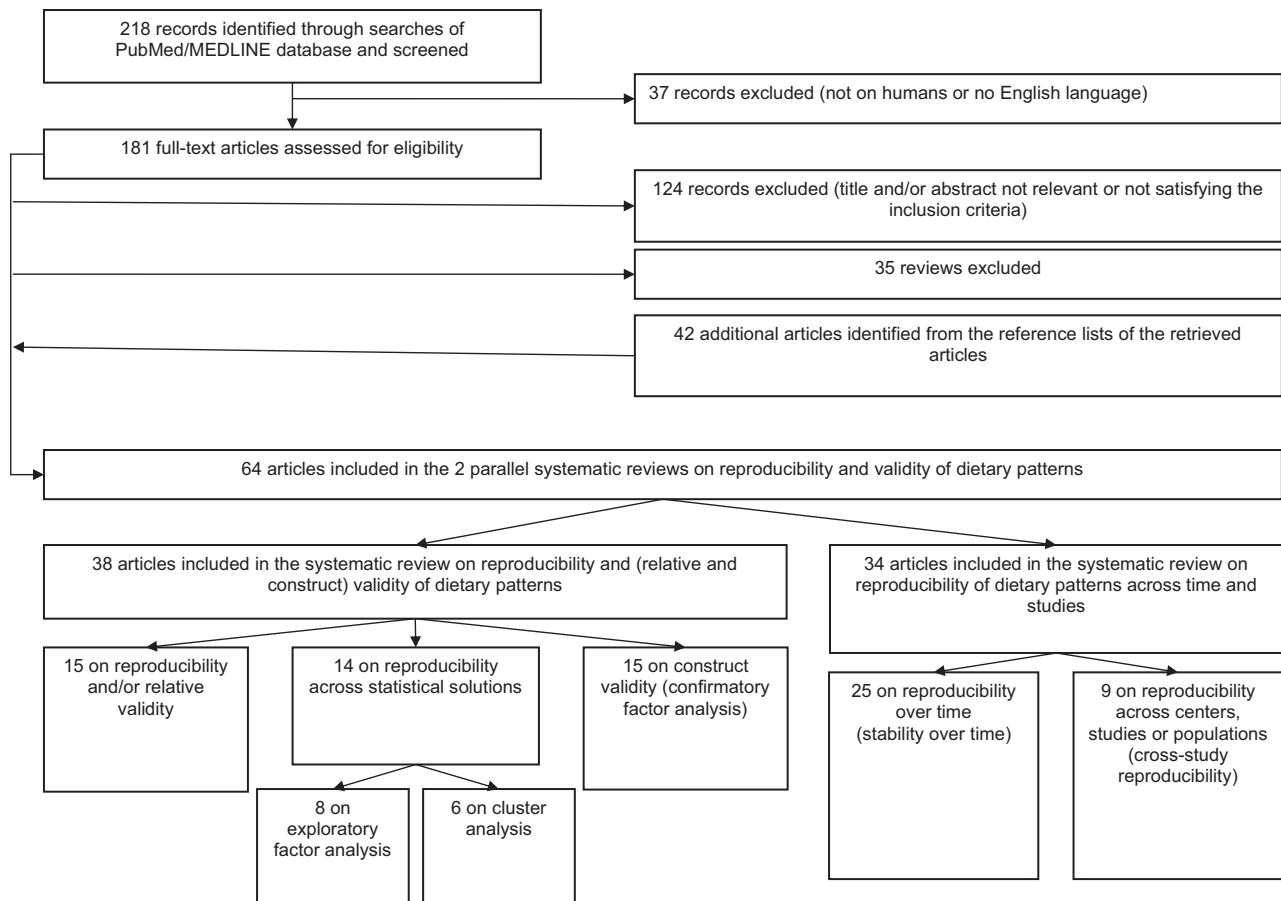 218 records identified through searches of
PubMed/MEDLINE database and screened
37 records excluded (not on humans or no English language)
181 full-text articles assessed for eligibility
124 records excluded (title and/or abstract not relevant or not satisfying the
inclusion criteria)
35 reviews excluded
42 additional articles identified from the reference lists of the retrieved
articles
64 articles included in the 2 parallel systematic reviews on reproducibility and validity of dietary patterns
38 articles included in the systematic review on reproducibility and (relative and
construct) validity of dietary patterns
34 articles included in the systematic review on
reproducibility of dietary patterns across time and
studies
15 on reproducibility
and/or relative
validity
14 on reproducibility
across statistical solutions
15 on construct
validity (confirmatory
factor analysis)
25 on reproducibility
over time
(stability over time)
9 on reproducibility
across centers,
studies or populations
(cross-study
reproducibility)
8 on
exploratory
factor analysis
6 on cluster
analysis